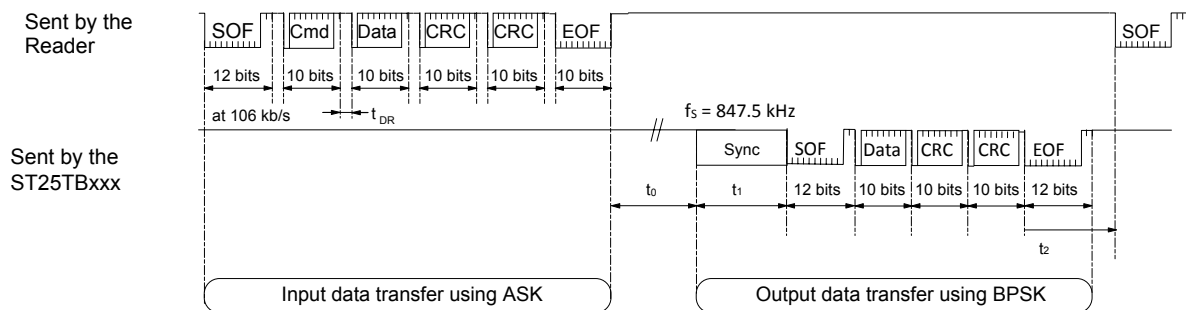 Sent by the
Reader
SOF Cmd Data CRC CRC EOF SOF
12 bits 10 bits 10 bits 10 bits 10 bits 10 bits
at 106 kb/s tDR fs = 847.5 kHz
Sent by the
ST25TBxxx
Sync SOF Data CRC CRC EOF
t0 t1 12 bits 10 bits 10 bits 10 bits 12 bits
t2
Input data transfer using ASK Output data transfer using BPSK